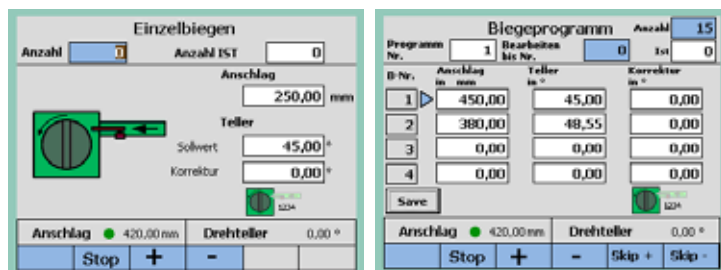 Einzelbiegen
Anzahl 0 Anzahl IST 0
Anschlag
250,00 mm
Teller
Sollwert 45,00 °
Korrektur 0,00 °
1234
Anschlag 420,00 mm Drehteller 0,00 °
Stop + -
Biegeprogramm Anzahl 15
Programm Nr. 1 Bearbeiten bis Nr. 0 Ist 0
B-Nr. Anschlag in mm Teller in ° Korrektur in °
1 450,00 45,00 0,00
2 380,00 48,55 0,00
3 0,00 0,00 0,00
4 0,00 0,00 0,00
Save
1234
Anschlag 420,00 mm Drehteller 0,00 °
Stop + - Skip + Skip -